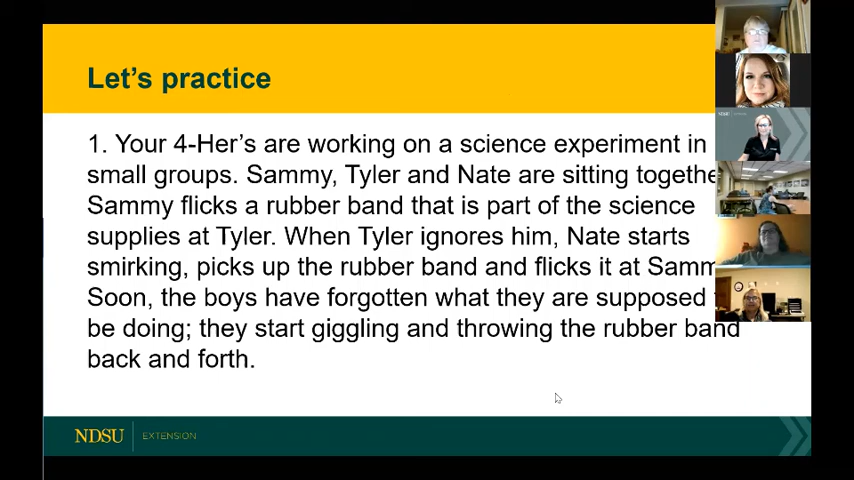 Let's practice
1. Your 4-Her's are working on a science experiment in
small groups. Sammy, Tyler and Nate are sitting togethe
Sammy flicks a rubber band that is part of the science
supplies at Tyler. When Tyler ignores him, Nate starts
smirking, picks up the rubber band and flicks it at Samm
Soon, the boys have forgotten what they are supposed
be doing; they start giggling and throwing the rubber band
back and forth.
NDSU EXTENSION
NDSU